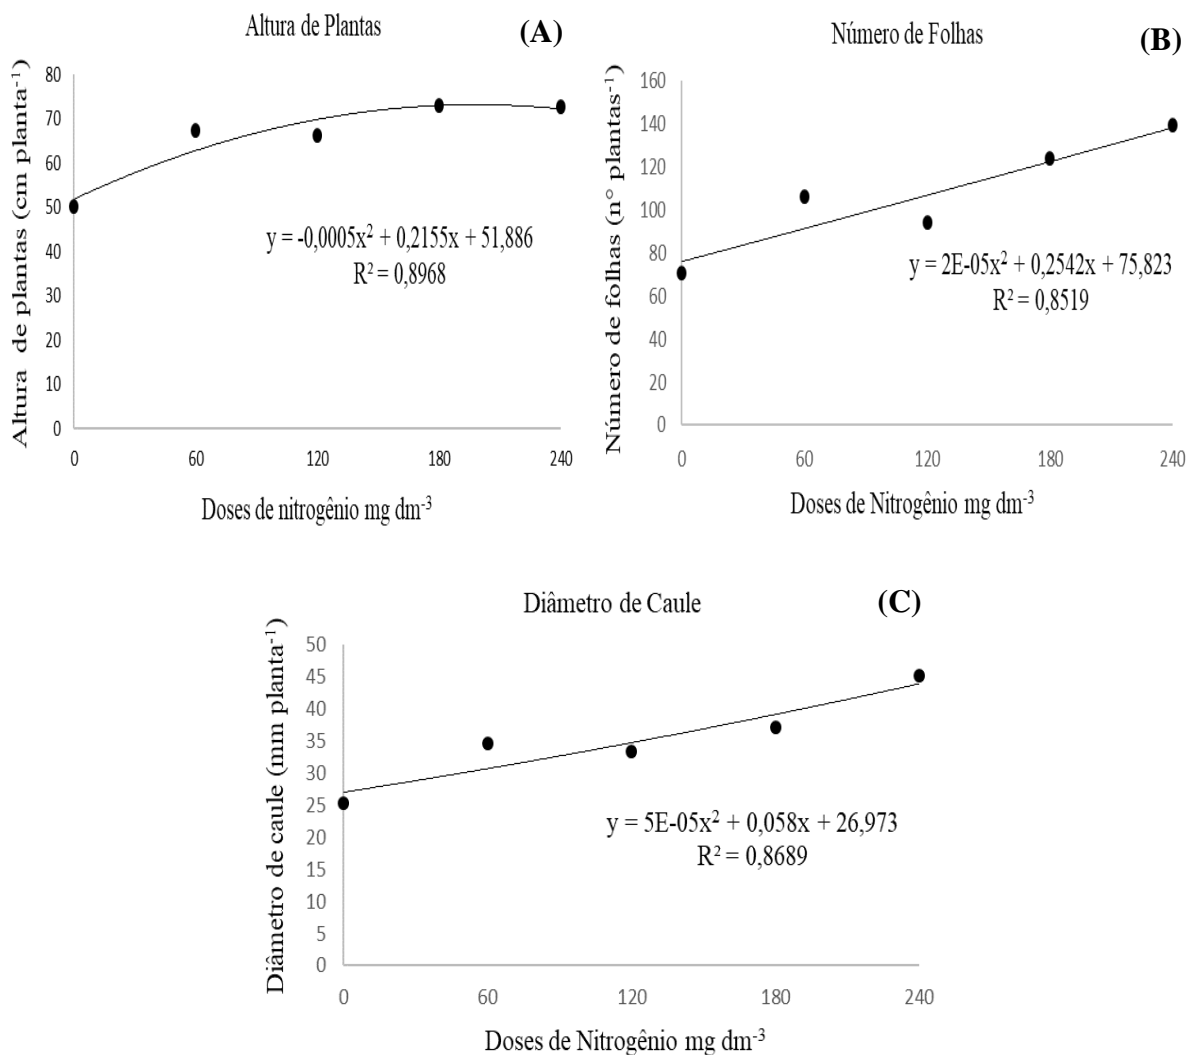 Altura de Plantas
(A)
Altura de plantas (cm planta⁻¹)
80
70
60
50
40
30
20
10
0
y = -0,0005x² + 0,2155x + 51,886
R² = 0,8968
0 60 120 180 240
Doses de nitrogênio mg dm⁻³
Número de Folhas
(B)
Número de folhas (n° plantas⁻¹)
160
140
120
100
80
60
40
20
0
y = 2E-05x² + 0,2542x + 75,823
R² = 0,8519
0 60 120 180 240
Doses de Nitrogênio mg dm⁻³
Diâmetro de Caule
(C)
Diâmetro de caule (mm planta⁻¹)
50
45
40
35
30
25
20
15
10
5
0
y = 5E-05x² + 0,058x + 26,973
R² = 0,8689
0 60 120 180 240
Doses de Nitrogênio mg dm⁻³